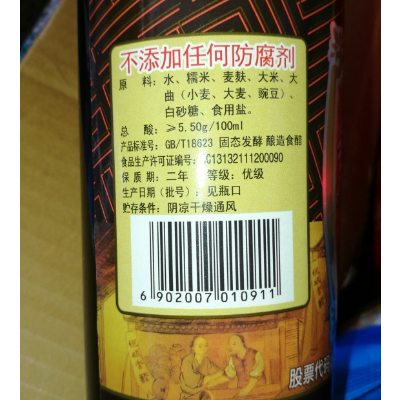 不添加任何防腐剂
原 料：水、糯米、麦麸、大米、大
曲（小麦、大麦、豌豆）、
白砂糖、食用盐。
总 酸：≥5.50g/100ml
产品标准号：GB/T18623 固态发酵 酿造食醋
食品生产许可证编号：SC13132111200090
保 质 期：二年 质量等级：优级
生产日期（批号）：见瓶口
贮存条件：阴凉干燥通风
6 902007 010911
股票代